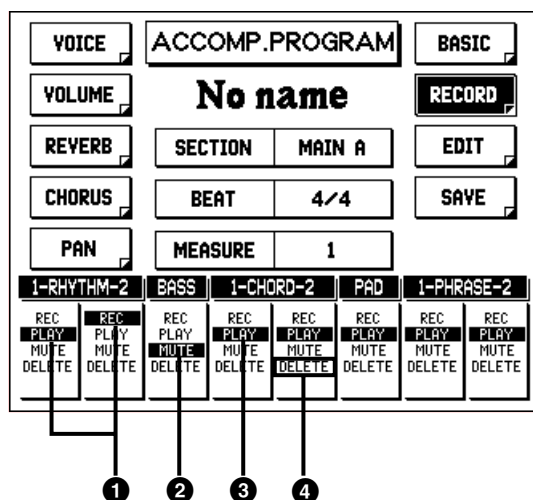 VOICE ACCOMP.PROGRAM BASIC
VOLUME No name RECORD
REVERB SECTION MAIN A EDIT
CHORUS BEAT 4/4 SAVE
PAN MEASURE 1
1-RHYTHM-2 BASS 1-CHORD-2 PAD 1-PHRASE-2
REC REC REC REC REC REC REC REC
PLAY PLAY PLAY PLAY PLAY PLAY PLAY PLAY
MUTE MUTE MUTE MUTE MUTE MUTE MUTE MUTE
DELETE DELETE DELETE DELETE DELETE DELETE DELETE DELETE
1 2 3 4